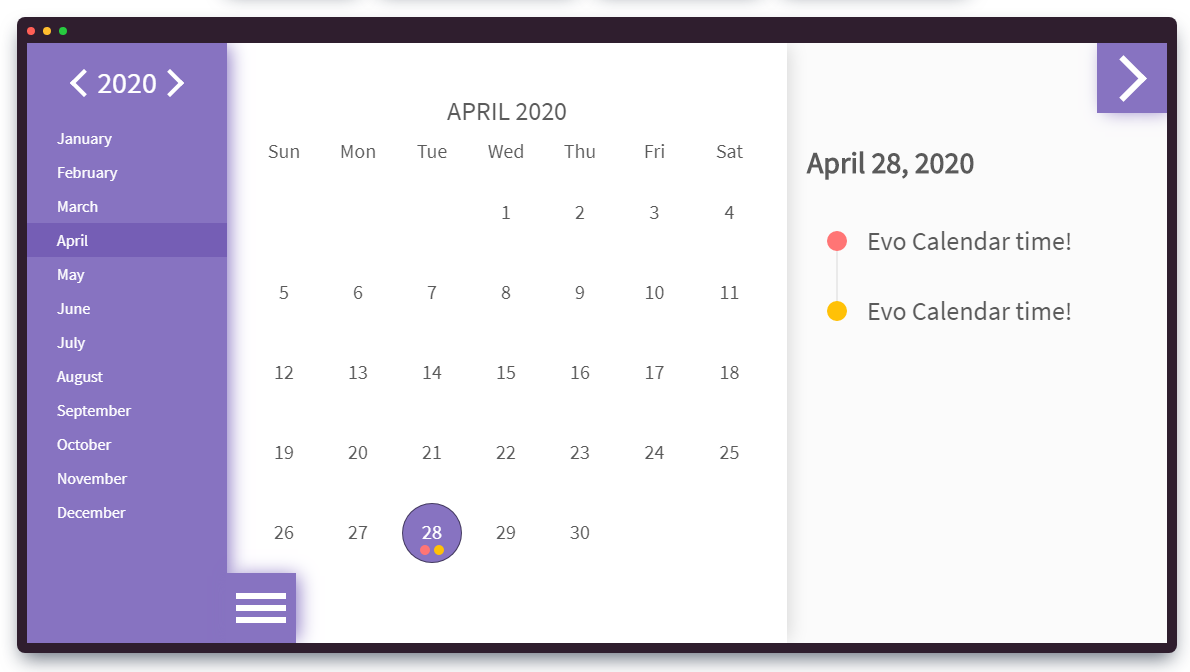 2020
January
February
March
April
May
June
July
August
September
October
November
December
APRIL 2020
Sun Mon Tue Wed Thu Fri Sat
1 2 3 4
5 6 7 8 9 10 11
12 13 14 15 16 17 18
19 20 21 22 23 24 25
26 27 28 29 30
April 28, 2020
Evo Calendar time!
Evo Calendar time!